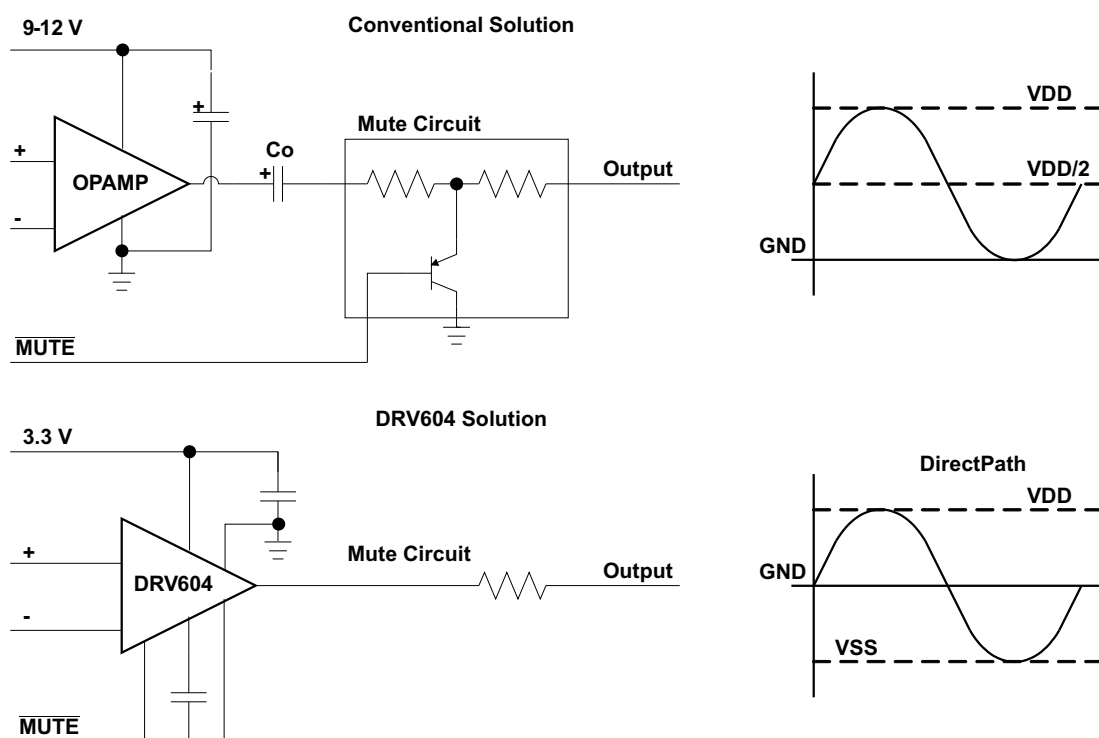 9-12 V
Conventional Solution
+
Mute Circuit
Co
+
+
OPAMP
-
Output
MUTE
VDD
VDD/2
GND
DRV604 Solution
3.3 V
+
Mute Circuit
DRV604
Output
-
MUTE
DirectPath
VDD
GND
VSS